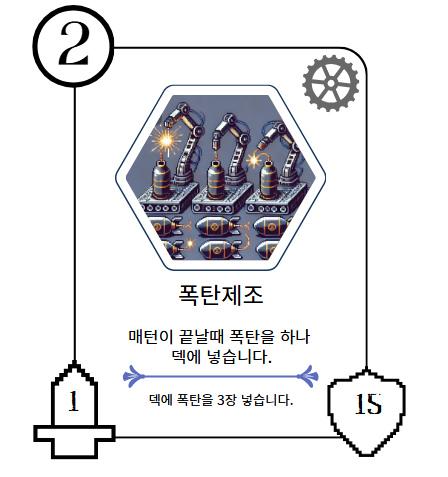 2
폭탄제조
매턴이 끝날때 폭탄을 하나
덱에 넣습니다.
덱에 폭탄을 3장 넣습니다.
1
15